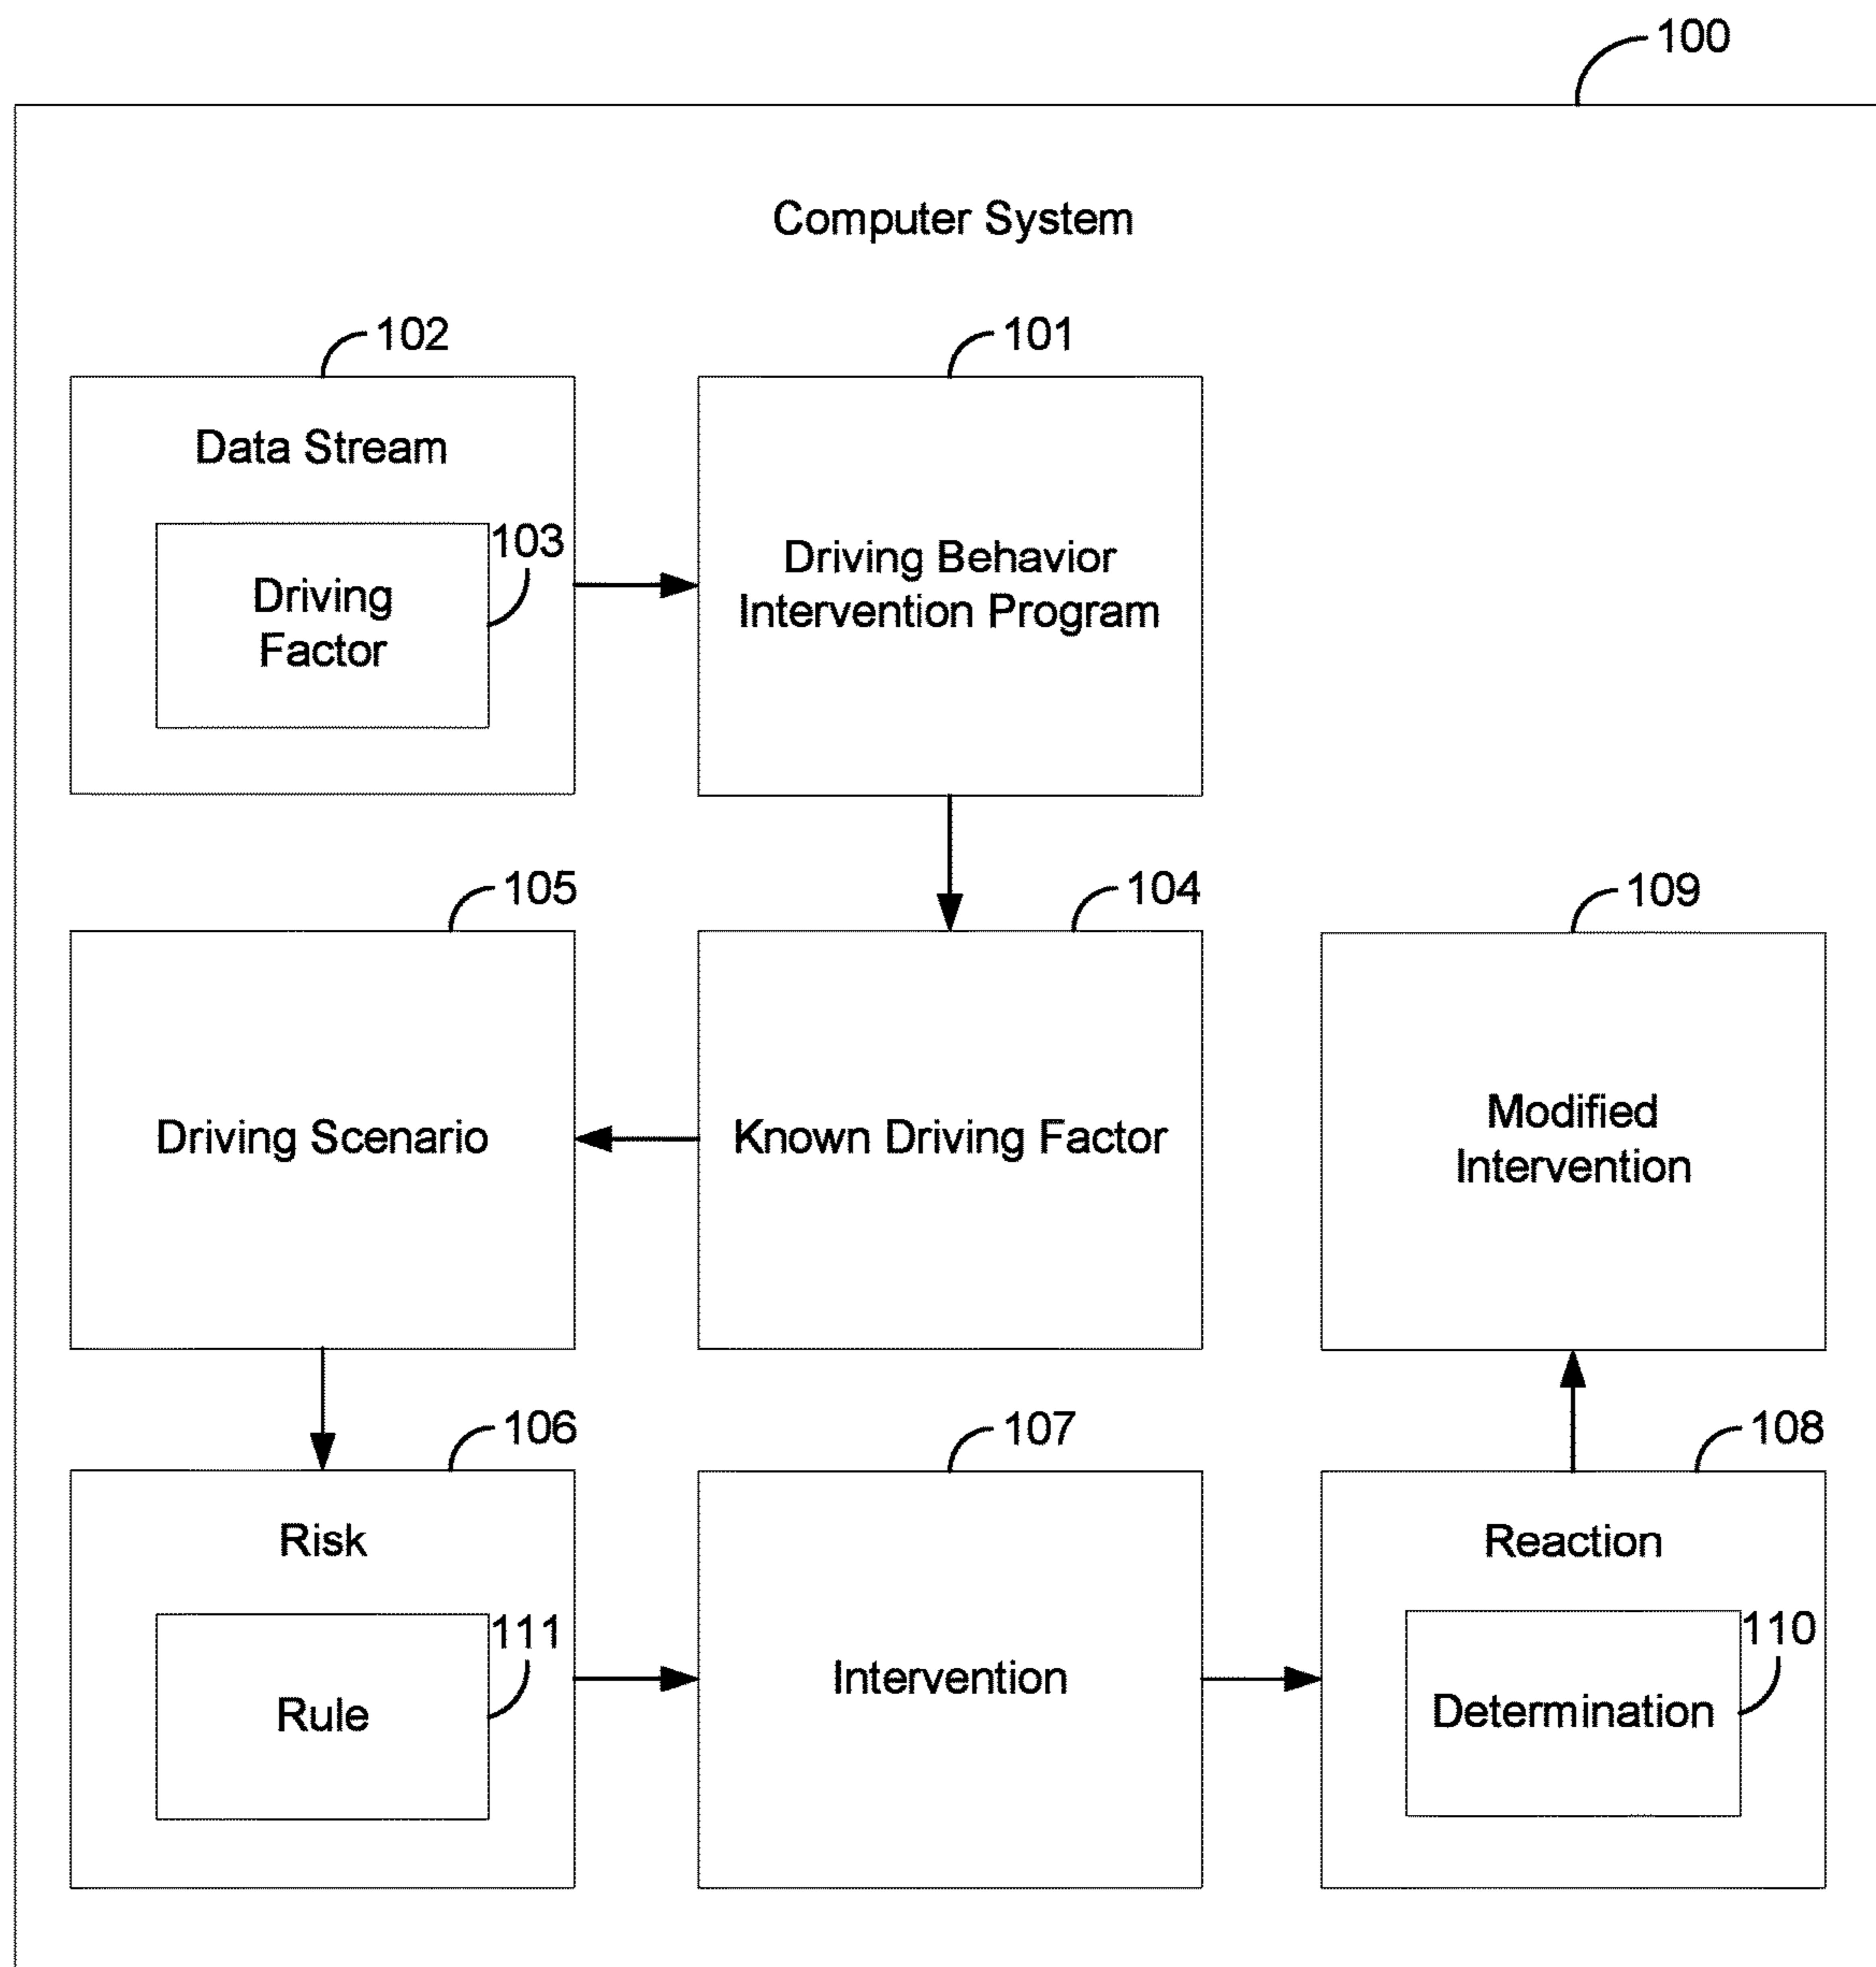 100
Computer System
102
101
Data Stream
103
Driving
Factor
Driving Behavior
Intervention Program
105
104
109
Driving Scenario
Known Driving Factor
Modified
Intervention
106
107
108
Risk
111
Rule
Intervention
Reaction
110
Determination